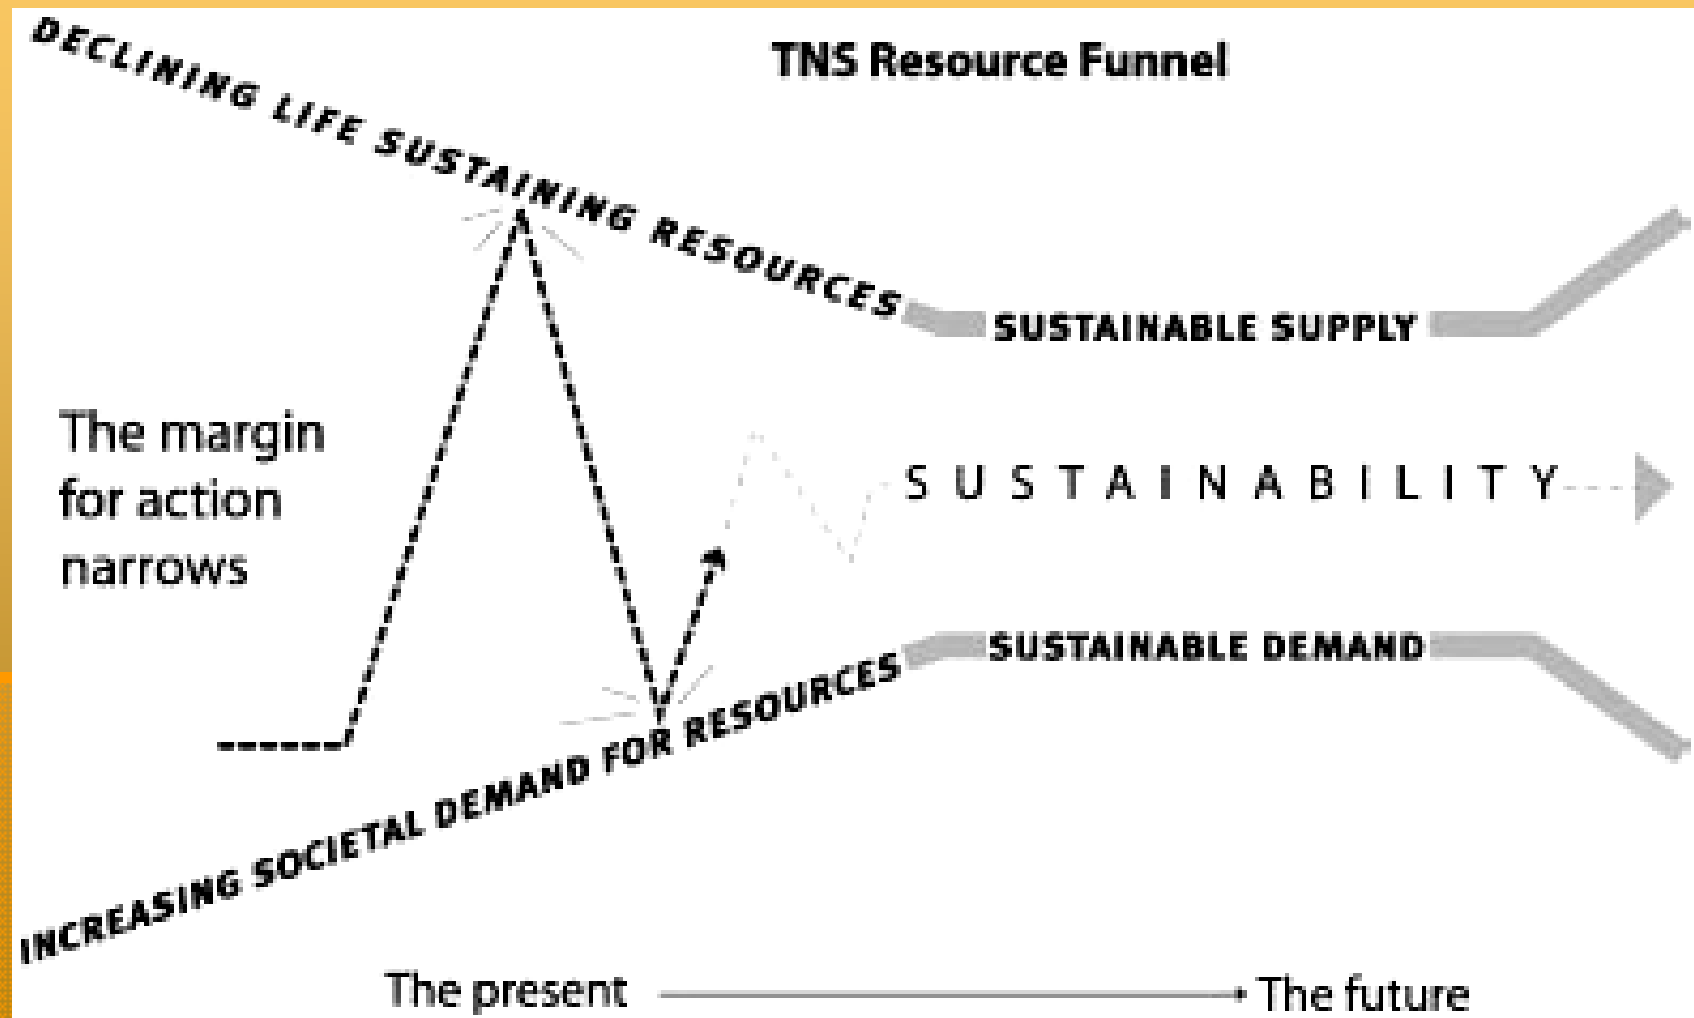 TNS Resource Funnel
DECLINING LIFE SUSTAINING RESOURCES
SUSTAINABLE SUPPLY
The margin
for action
narrows
SUSTAINABILITY
SUSTAINABLE DEMAND
INCREASING SOCIETAL DEMAND FOR RESOURCES
The present
The future